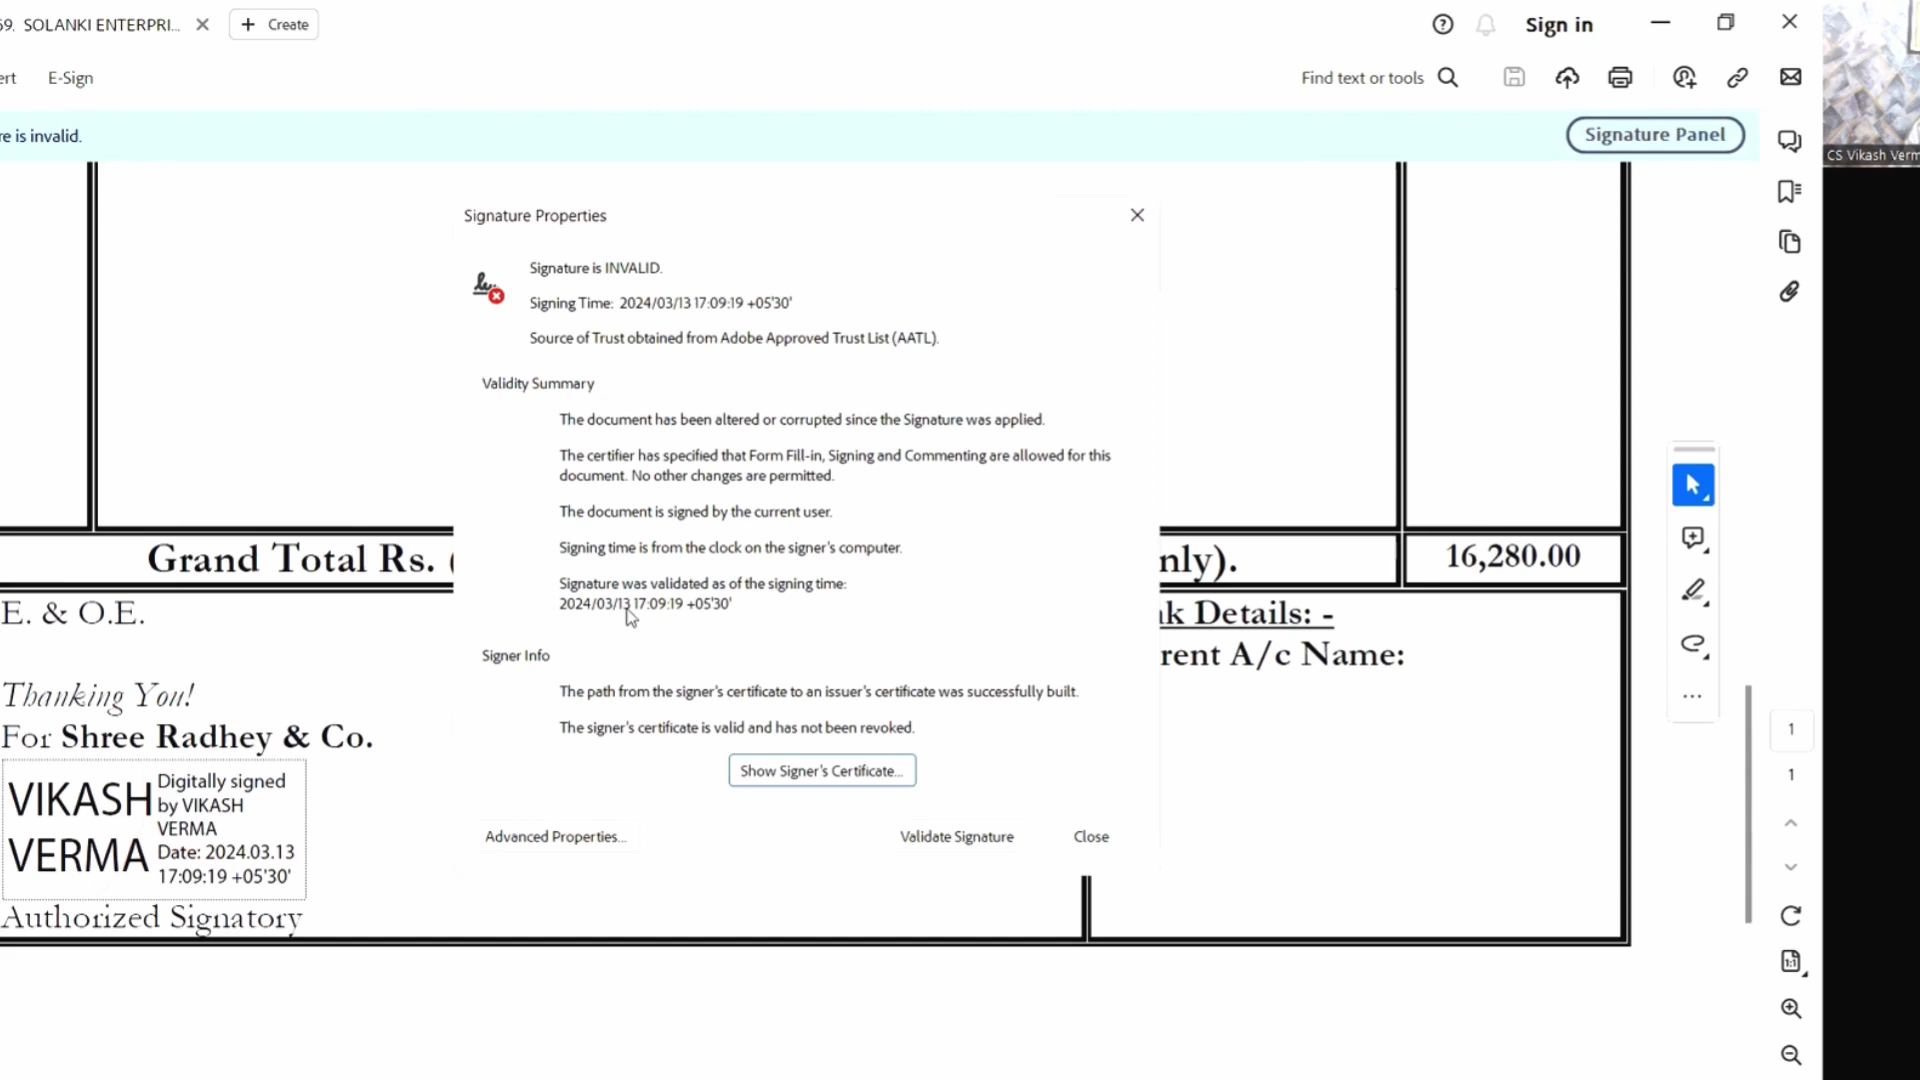 59. SOLANKI ENTERPRI...
Create
Sign in
ert
E-Sign
Find text or tools
re is invalid.
Signature Panel
CS Vikash Verm
Signature Properties
Signature is INVALID.
Signing Time: 2024/03/13 17:09:19 +05'30'
Source of Trust obtained from Adobe Approved Trust List (AATL).
Validity Summary
The document has been altered or corrupted since the Signature was applied.
The certifier has specified that Form Fill-in, Signing and Commenting are allowed for this
document. No other changes are permitted.
The document is signed by the current user.
Signing time is from the clock on the signer's computer.
Signature was validated as of the signing time:
2024/03/13 17:09:19 +05'30'
Signer Info
The path from the signer's certificate to an issuer's certificate was successfully built.
The signer's certificate is valid and has not been revoked.
Show Signer's Certificate...
Advanced Properties...
Validate Signature
Close
Grand Total Rs. (
nly).
16,280.00
E. & O.E.
nk Details: -
rent A/c Name:
Thanking You!
For Shree Radhey & Co.
VIKASH
VERMA
Digitally signed
by VIKASH
VERMA
Date: 2024.03.13
17:09:19 +05'30'
Authorized Signatory
1
1